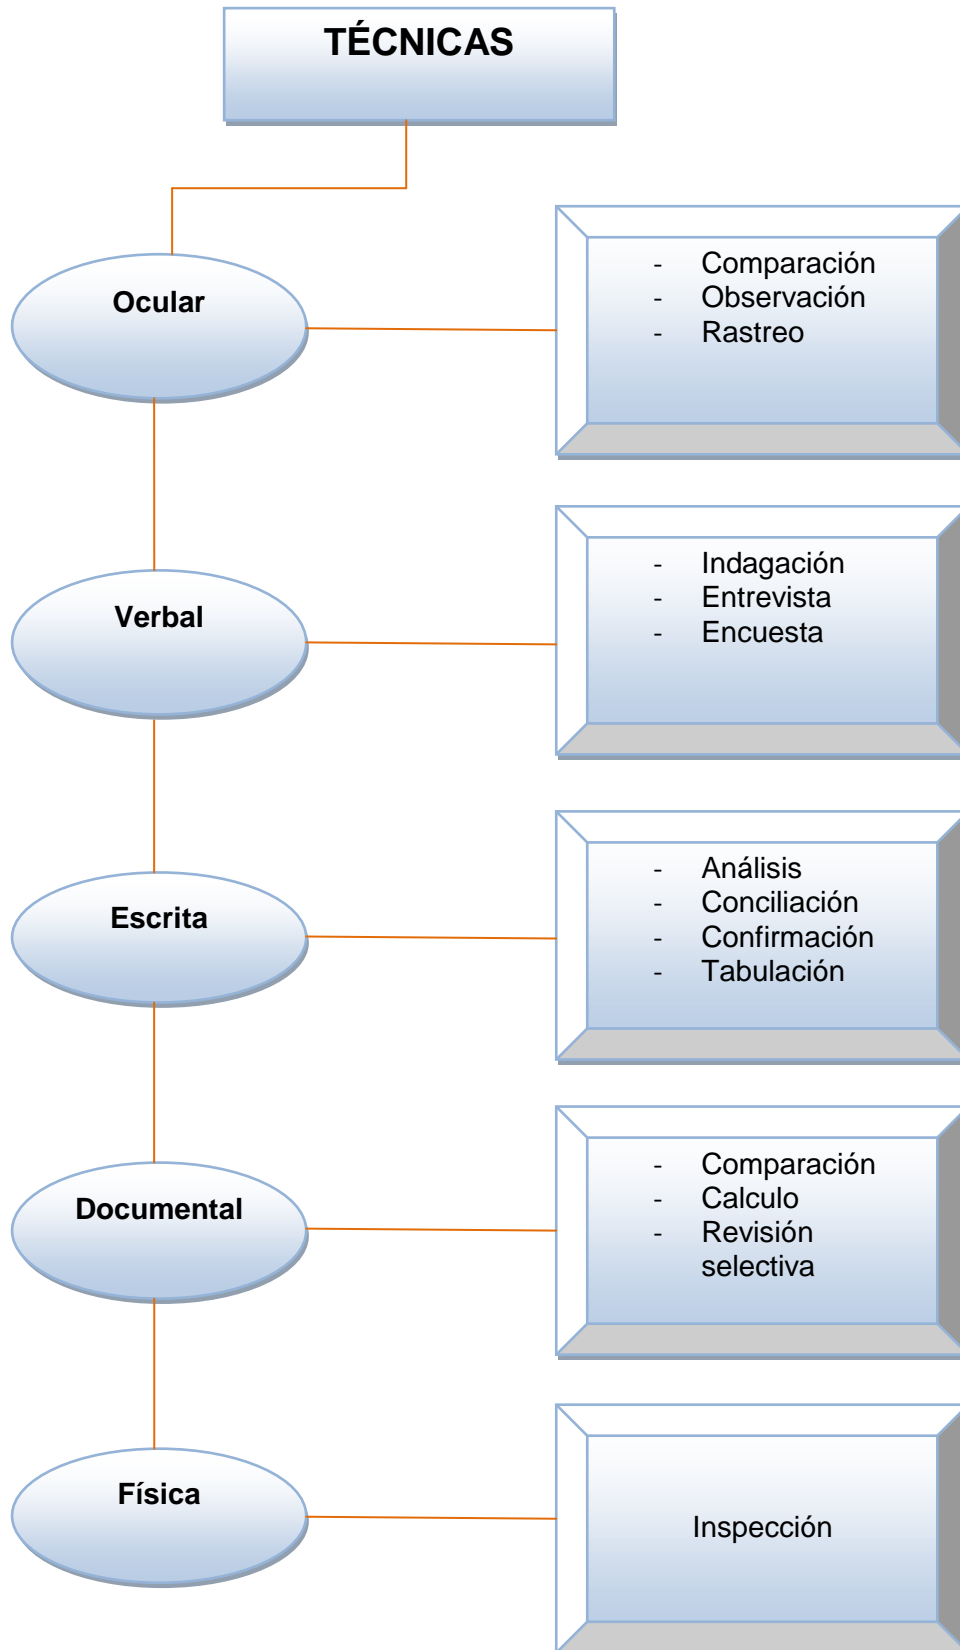 TÉCNICAS
Ocular
- Comparación
- Observación
- Rastreo
Verbal
- Indagación
- Entrevista
- Encuesta
Escrita
- Análisis
- Conciliación
- Confirmación
- Tabulación
Documental
- Comparación
- Calculo
- Revisión
selectiva
Física
Inspección